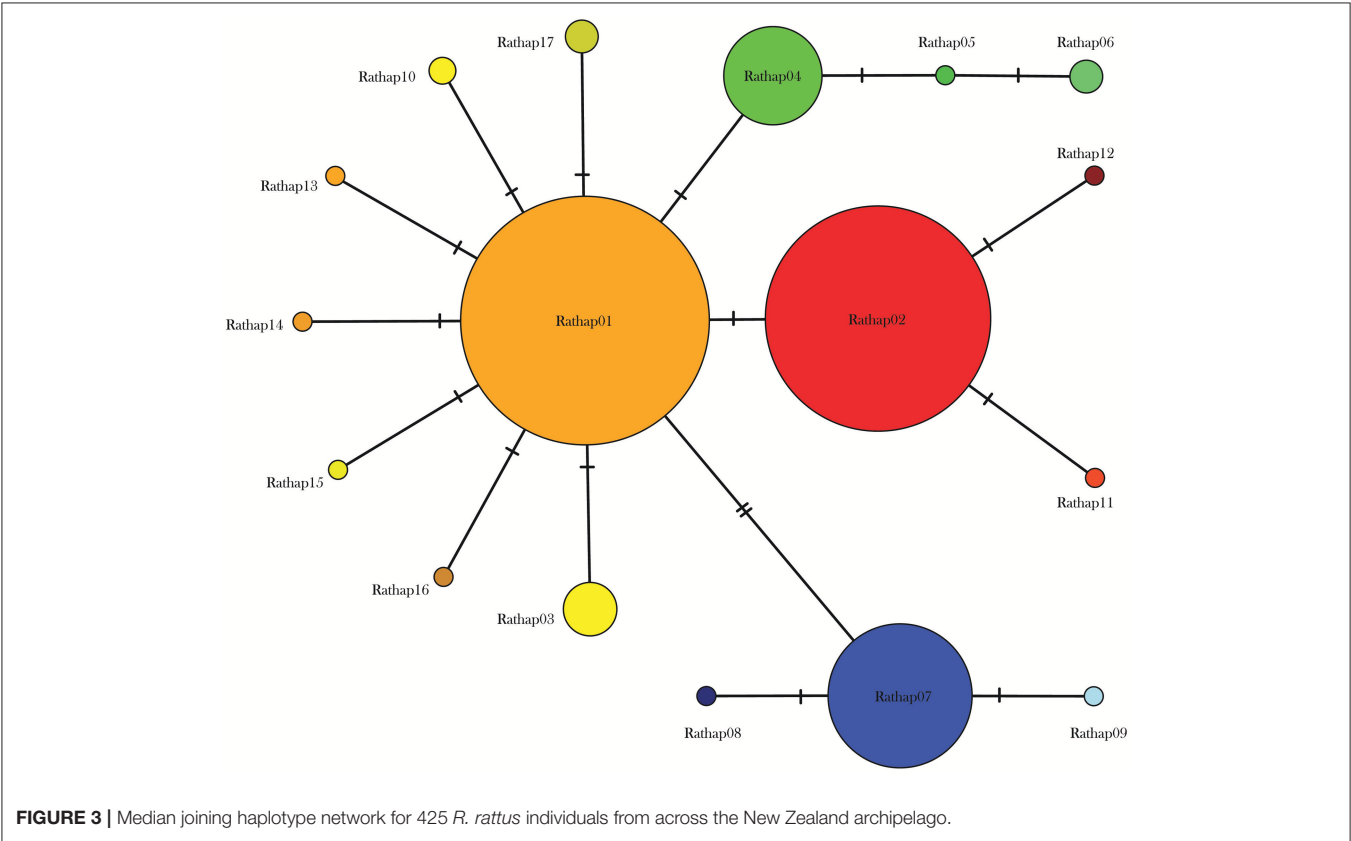 Rathap17
Rathap05
Rathap06
Rathap10
Rathap04
Rathap12
Rathap13
Rathap14
Rathap01
Rathap02
Rathap15
Rathap11
Rathap16
Rathap03
Rathap07
Rathap08
Rathap09
FIGURE 3 | Median joining haplotype network for 425 R. rattus individuals from across the New Zealand archipelago.